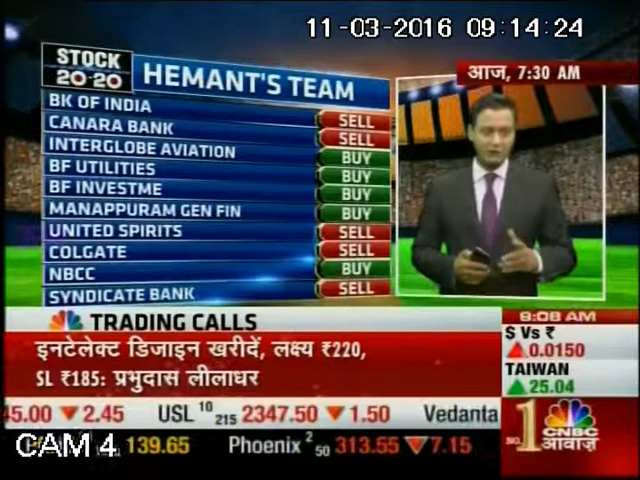 11-03-2016 09:14:24
STOCK
20-20
HEMANT'S TEAM
आज, 7:30 AM
BK OF INDIA SELL
CANARA BANK SELL
INTERGLOBE AVIATION BUY
BF UTILITIES BUY
BF INVESTME BUY
MANAPPURAM GEN FIN BUY
UNITED SPIRITS SELL
COLGATE SELL
NBCC BUY
SYNDICATE BANK SELL
TRADING CALLS
9:08 AM
इनटेलेक्ट डिजाइन खरीदें, लक्ष्य ₹220,
SL ₹185: प्रभुदास लीलाधर
$ Vs ₹
▲0.0150
TAIWAN
▲25.04
45.00 ▼2.45 USL 10 215 2347.50 ▼1.50 Vedanta
CAM 4 139.65 Phoenix 2 50 313.55 ▼7.15
NO. 1 CNBC
आवाज़